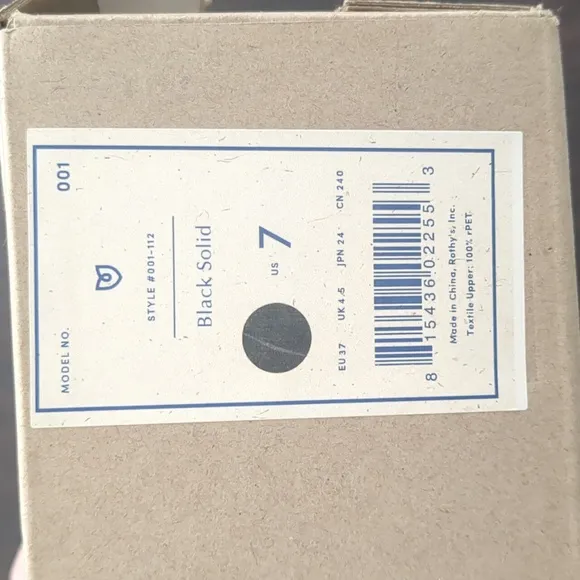 MODEL NO. 001
STYLE #001-112
Black Solid
US 7
EU 37 UK 4.5 JPN 24 CN 240
8 15436 02255 3
Made in China, Rothy's, Inc.
Textile Upper: 100% rPET